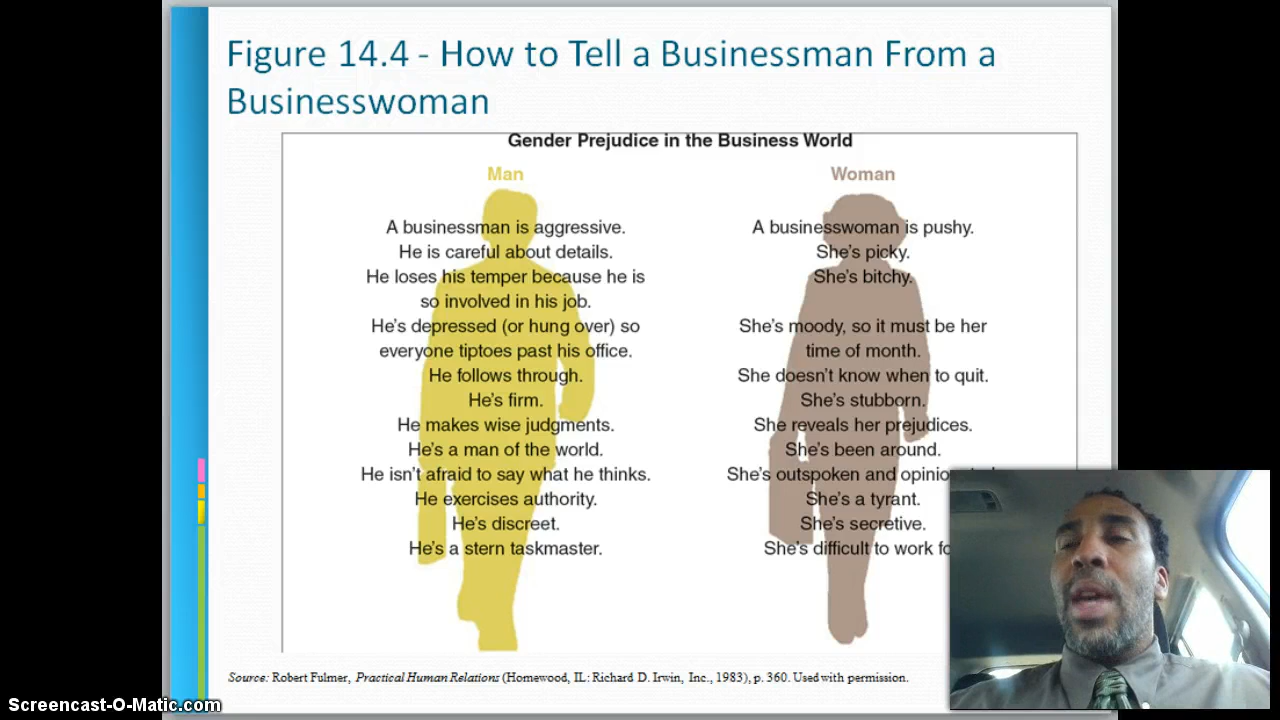 Figure 14.4 - How to Tell a Businessman From a
Businesswoman
Gender Prejudice in the Business World
Man
A businessman is aggressive.
He is careful about details.
He loses his temper because he is
so involved in his job.
He's depressed (or hung over) so
everyone tiptoes past his office.
He follows through.
He's firm.
He makes wise judgments.
He's a man of the world.
He isn't afraid to say what he thinks.
He exercises authority.
He's discreet.
He's a stern taskmaster.
Woman
A businesswoman is pushy.
She's picky.
She's bitchy.
She's moody, so it must be her
time of month.
She doesn't know when to quit.
She's stubborn.
She reveals her prejudices.
She's been around.
She's outspoken and
She's a tyrant.
She's secretive.
She's difficult to work
Source: Robert Fulmer, Practical Human Relations (Homewood, IL: Richard D. Irwin, Inc., 1983), p. 360. Used with permission.
Screencast-O-Matic.com